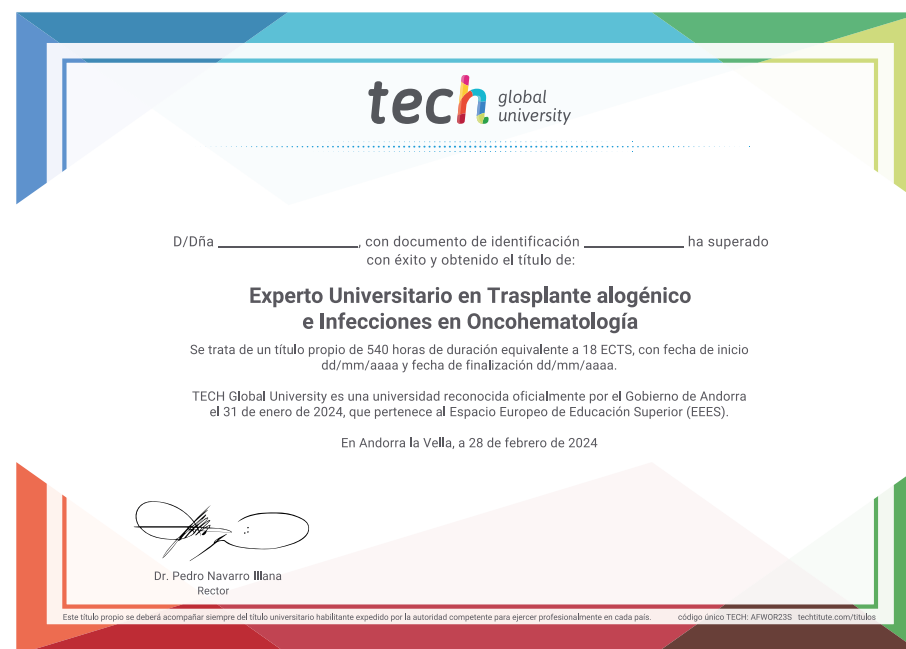 tech global university
D/Dña ____________, con documento de identificación ____________ ha superado
con éxito y obtenido el título de:
Experto Universitario en Trasplante alogénico
e Infecciones en Oncohematología
Se trata de un título propio de 540 horas de duración equivalente a 18 ECTS, con fecha de inicio
dd/mm/aaaa y fecha de finalización dd/mm/aaaa.
TECH Global University es una universidad reconocida oficialmente por el Gobierno de Andorra
el 31 de enero de 2024, que pertenece al Espacio Europeo de Educación Superior (EEES).
En Andorra la Vella, a 28 de febrero de 2024
Dr. Pedro Navarro Illana
Rector
Este título propio se deberá acompañar siempre del título universitario habilitante expedido por la autoridad competente para ejercer profesionalmente en cada país. código único TECH: AFWOR23S techtitute.com/titulos